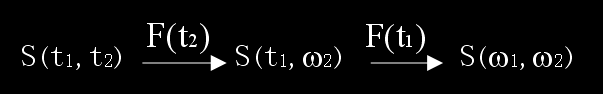 S(t₁, t₂) F(t₂) S(t₁, ω₂) F(t₁) S(ω₁, ω₂)